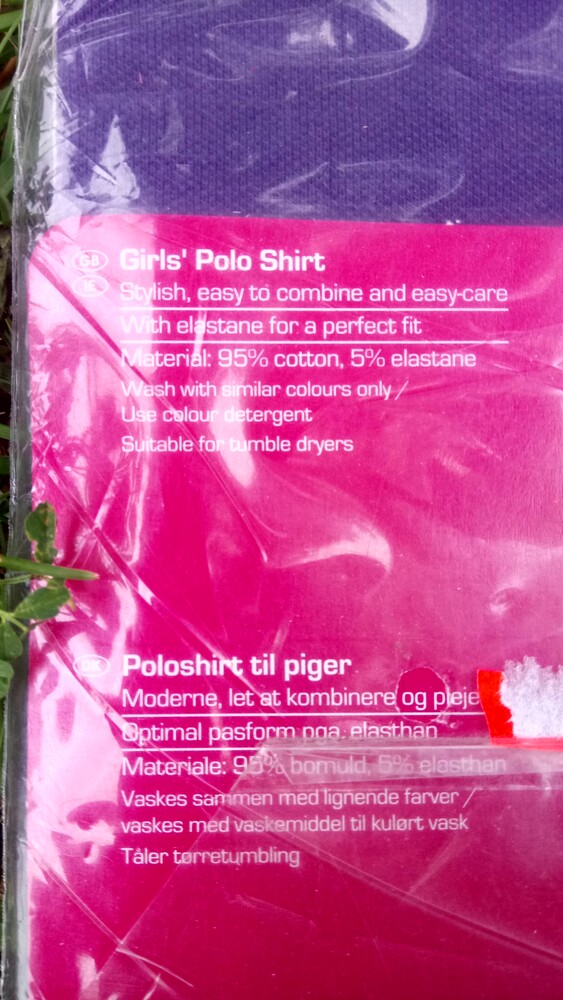 GB Girls' Polo Shirt
IE Stylish, easy to combine and easy-care
With elastane for a perfect fit
Material: 95% cotton, 5% elastane
Wash with similar colours only /
Use colour detergent
Suitable for tumble dryers
DK Poloshirt til piger
Moderne, let at kombinere og pleje
Optimal pasform pga. elasthan
Materiale: 95% bomuld, 5% elasthan
Vaskes sammen med lignende farver /
vaskes med vaskemiddel til kulørt vask
Tåler tørretumbling